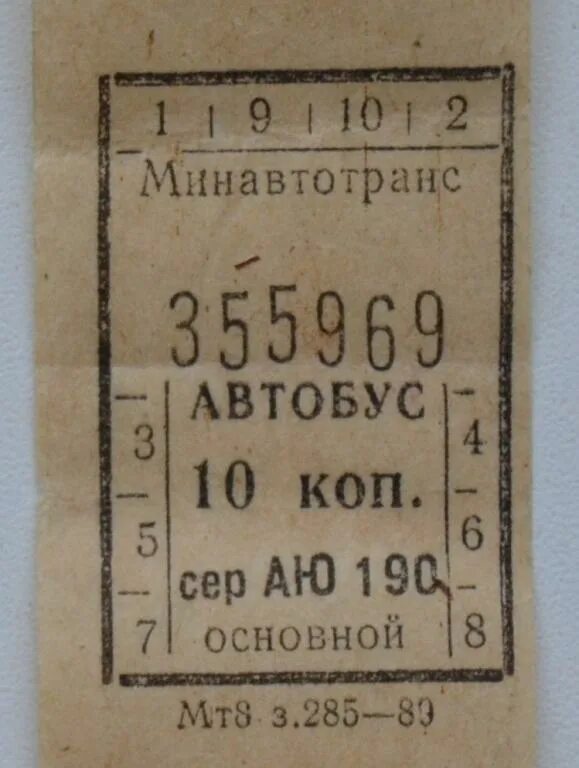 1 | 9 | 10 | 2
Минавтотранс
355969
АВТОБУС
3 4
10 коп.
5 6
сер АЮ 190
7 основной 8
Мт8 з.285—89